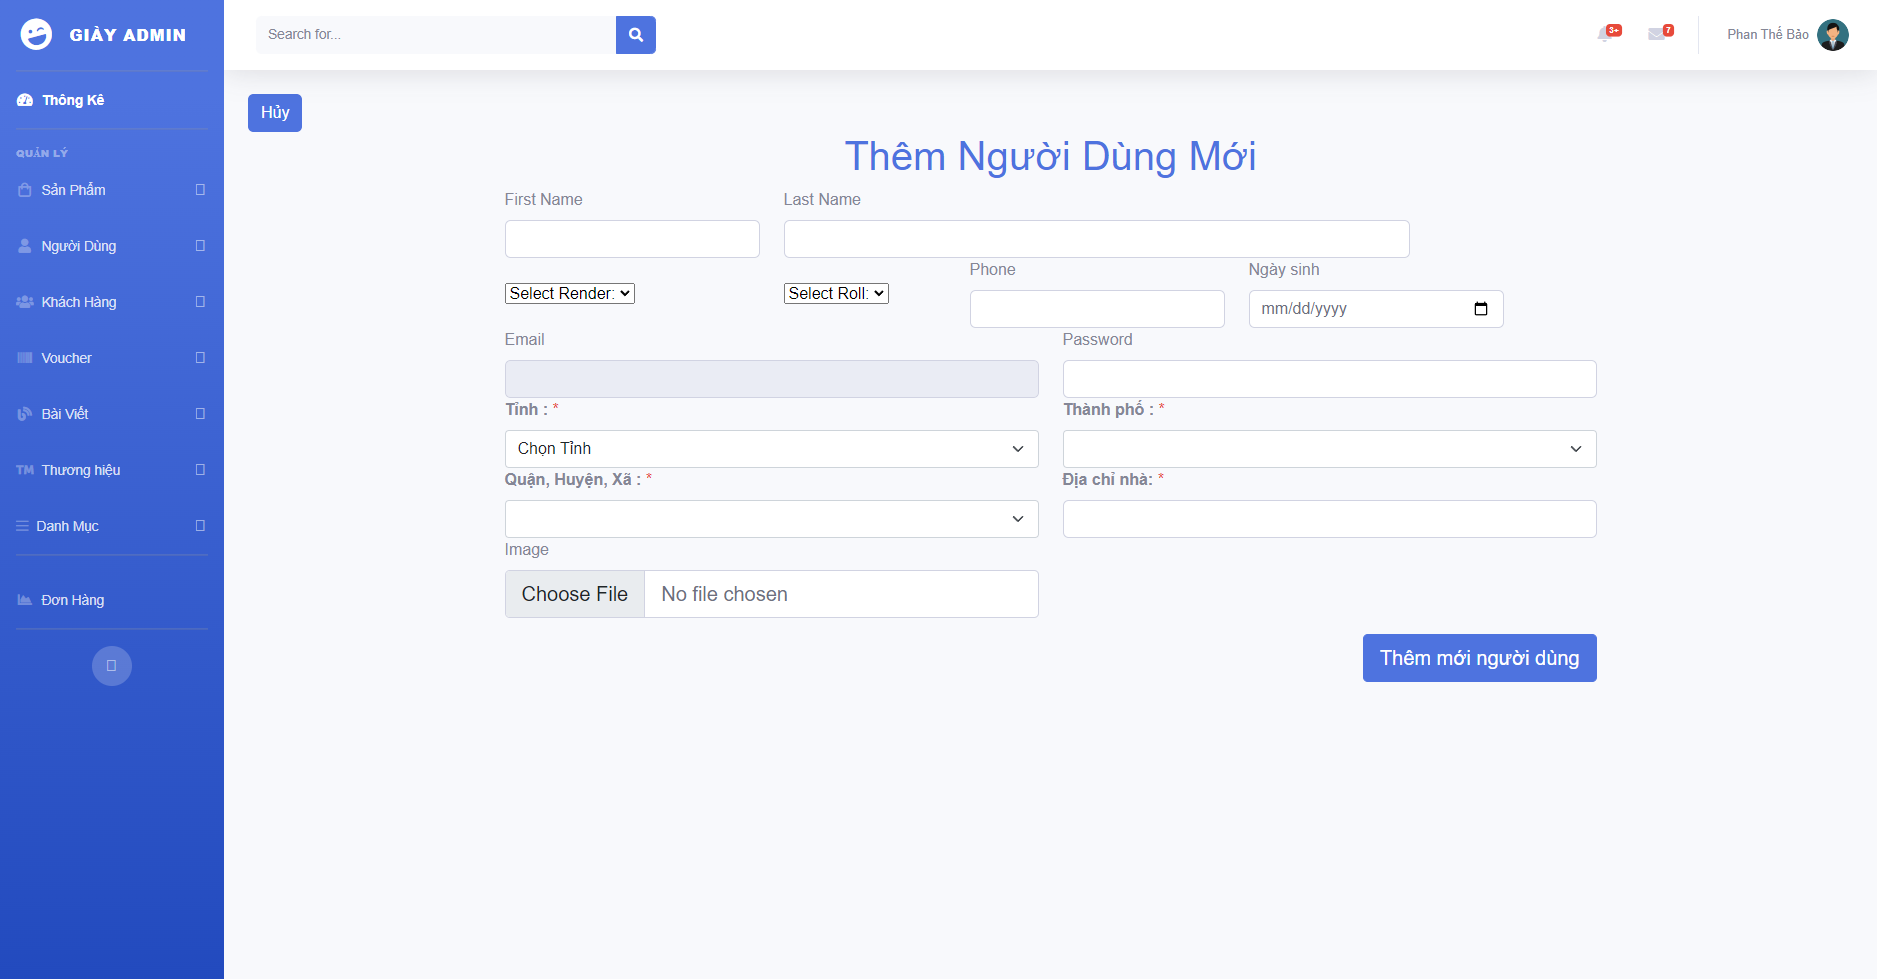 GIÀY ADMIN
Search for...
3+
7
Phan Thế Bảo
Thông Kê
QUẢN LÝ
Sản Phẩm
Người Dùng
Khách Hàng
Voucher
Bài Viết
TM Thương hiệu
Danh Mục
Đơn Hàng
Hủy
Thêm Người Dùng Mới
First Name
Last Name
Select Render:
Select Roll:
Phone
Ngày sinh
mm/dd/yyyy
Email
Password
Tỉnh : *
Thành phố : *
Chọn Tỉnh
Quận, Huyện, Xã : *
Địa chỉ nhà: *
Image
Choose File
No file chosen
Thêm mới người dùng